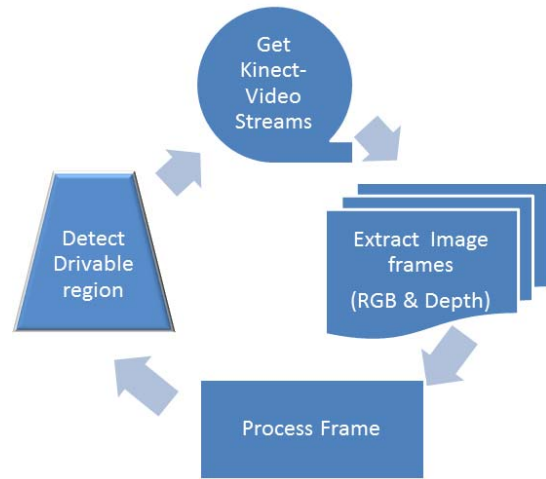 Get
Kinect-
Video
Streams
Extract Image
frames
(RGB & Depth)
Process Frame
Detect
Drivable
region